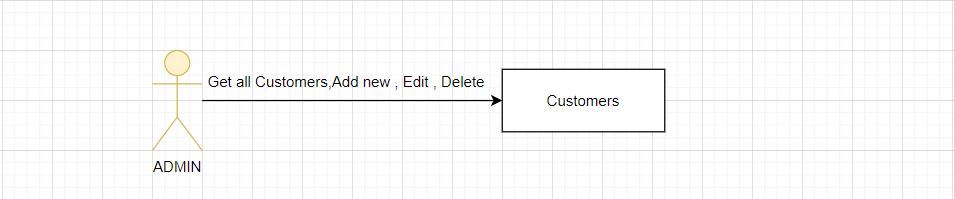 Get all Customers,Add new , Edit , Delete
Customers
ADMIN